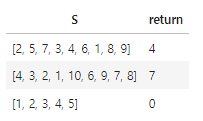 S return
[2, 5, 7, 3, 4, 6, 1, 8, 9] 4
[4, 3, 2, 1, 10, 6, 9, 7, 8] 7
[1, 2, 3, 4, 5] 0